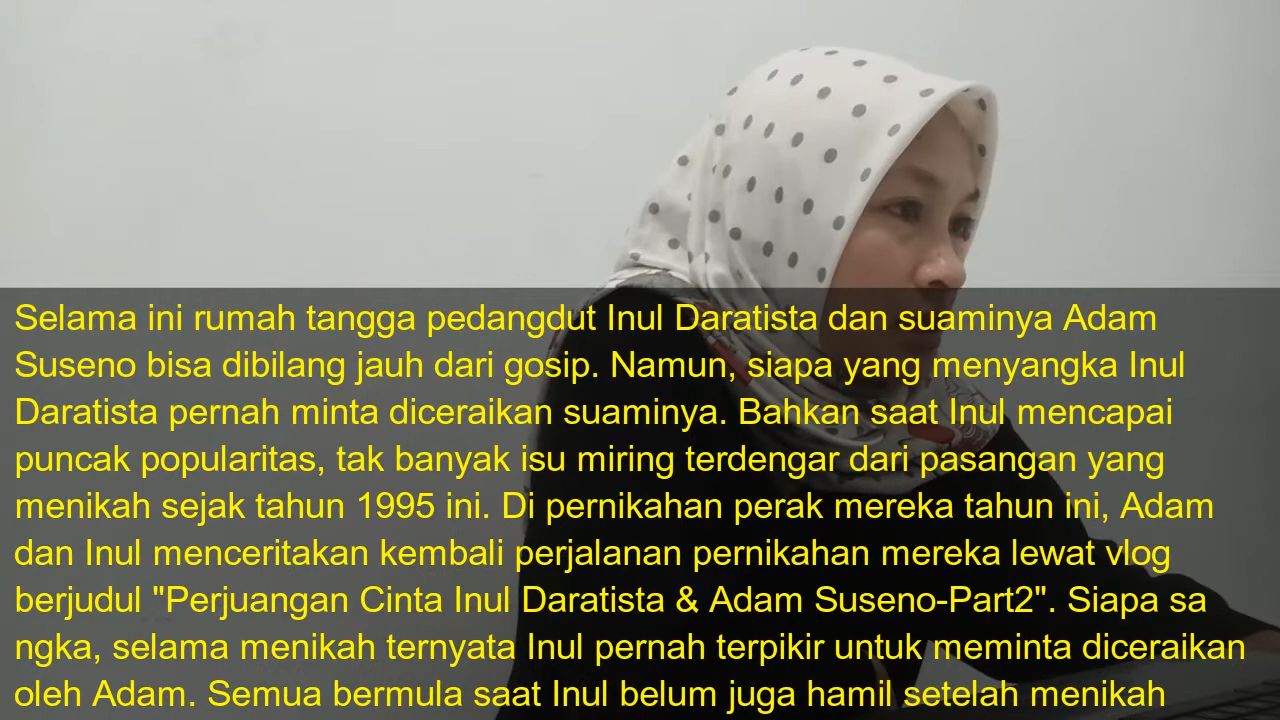 Selama ini rumah tangga pedangdut Inul Daratista dan suaminya Adam
Suseno bisa dibilang jauh dari gosip. Namun, siapa yang menyangka Inul
Daratista pernah minta diceraikan suaminya. Bahkan saat Inul mencapai
puncak popularitas, tak banyak isu miring terdengar dari pasangan yang
menikah sejak tahun 1995 ini. Di pernikahan perak mereka tahun ini, Adam
dan Inul menceritakan kembali perjalanan pernikahan mereka lewat vlog
berjudul "Perjuangan Cinta Inul Daratista & Adam Suseno-Part2". Siapa sa
ngka, selama menikah ternyata Inul pernah terpikir untuk meminta diceraikan
oleh Adam. Semua bermula saat Inul belum juga hamil setelah menikah